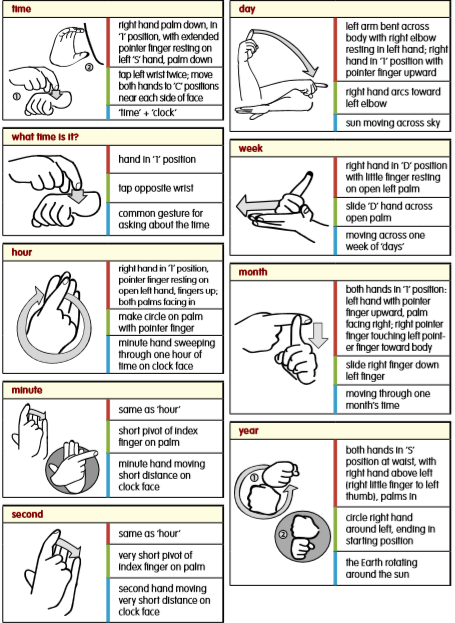 time
right hand palm down, in
'1' position, with extended
pointer finger resting on
left 'S' hand, palm down
tap left wrist twice; move
both hands to 'C' positions
near each side of face
'time' + 'clock'
①
②
what time is it?
hand in '1' position
tap opposite wrist
common gesture for
asking about the time
hour
right hand in '1' position,
pointer finger resting on
open left hand, fingers up;
both palms facing in
make circle on palm
with pointer finger
minute hand sweeping
through one hour of
time on clock face
minute
same as 'hour'
short pivot of index
finger on palm
minute hand moving
short distance on
clock face
second
same as 'hour'
very short pivot of
index finger on palm
second hand moving
very short distance on
clock face
day
left arm bent across
body with right elbow
resting in left hand; right
hand in '1' position with
pointer finger upward
right hand arcs toward
left elbow
sun moving across sky
week
right hand in 'D' position
with little finger resting
on open left palm
slide 'D' hand across
open palm
moving across one
week of 'days'
month
both hands in '1' position:
left hand with pointer
finger upward, palm
facing right; right pointer
finger touching left point-
er finger toward body
slide right finger down
left finger
moving through one
month's time
year
both hands in 'S'
position at waist, with
right hand above left
(right little finger to left
thumb), palms in
circle right hand
around left, ending in
starting position
the Earth rotating
around the sun
①
②